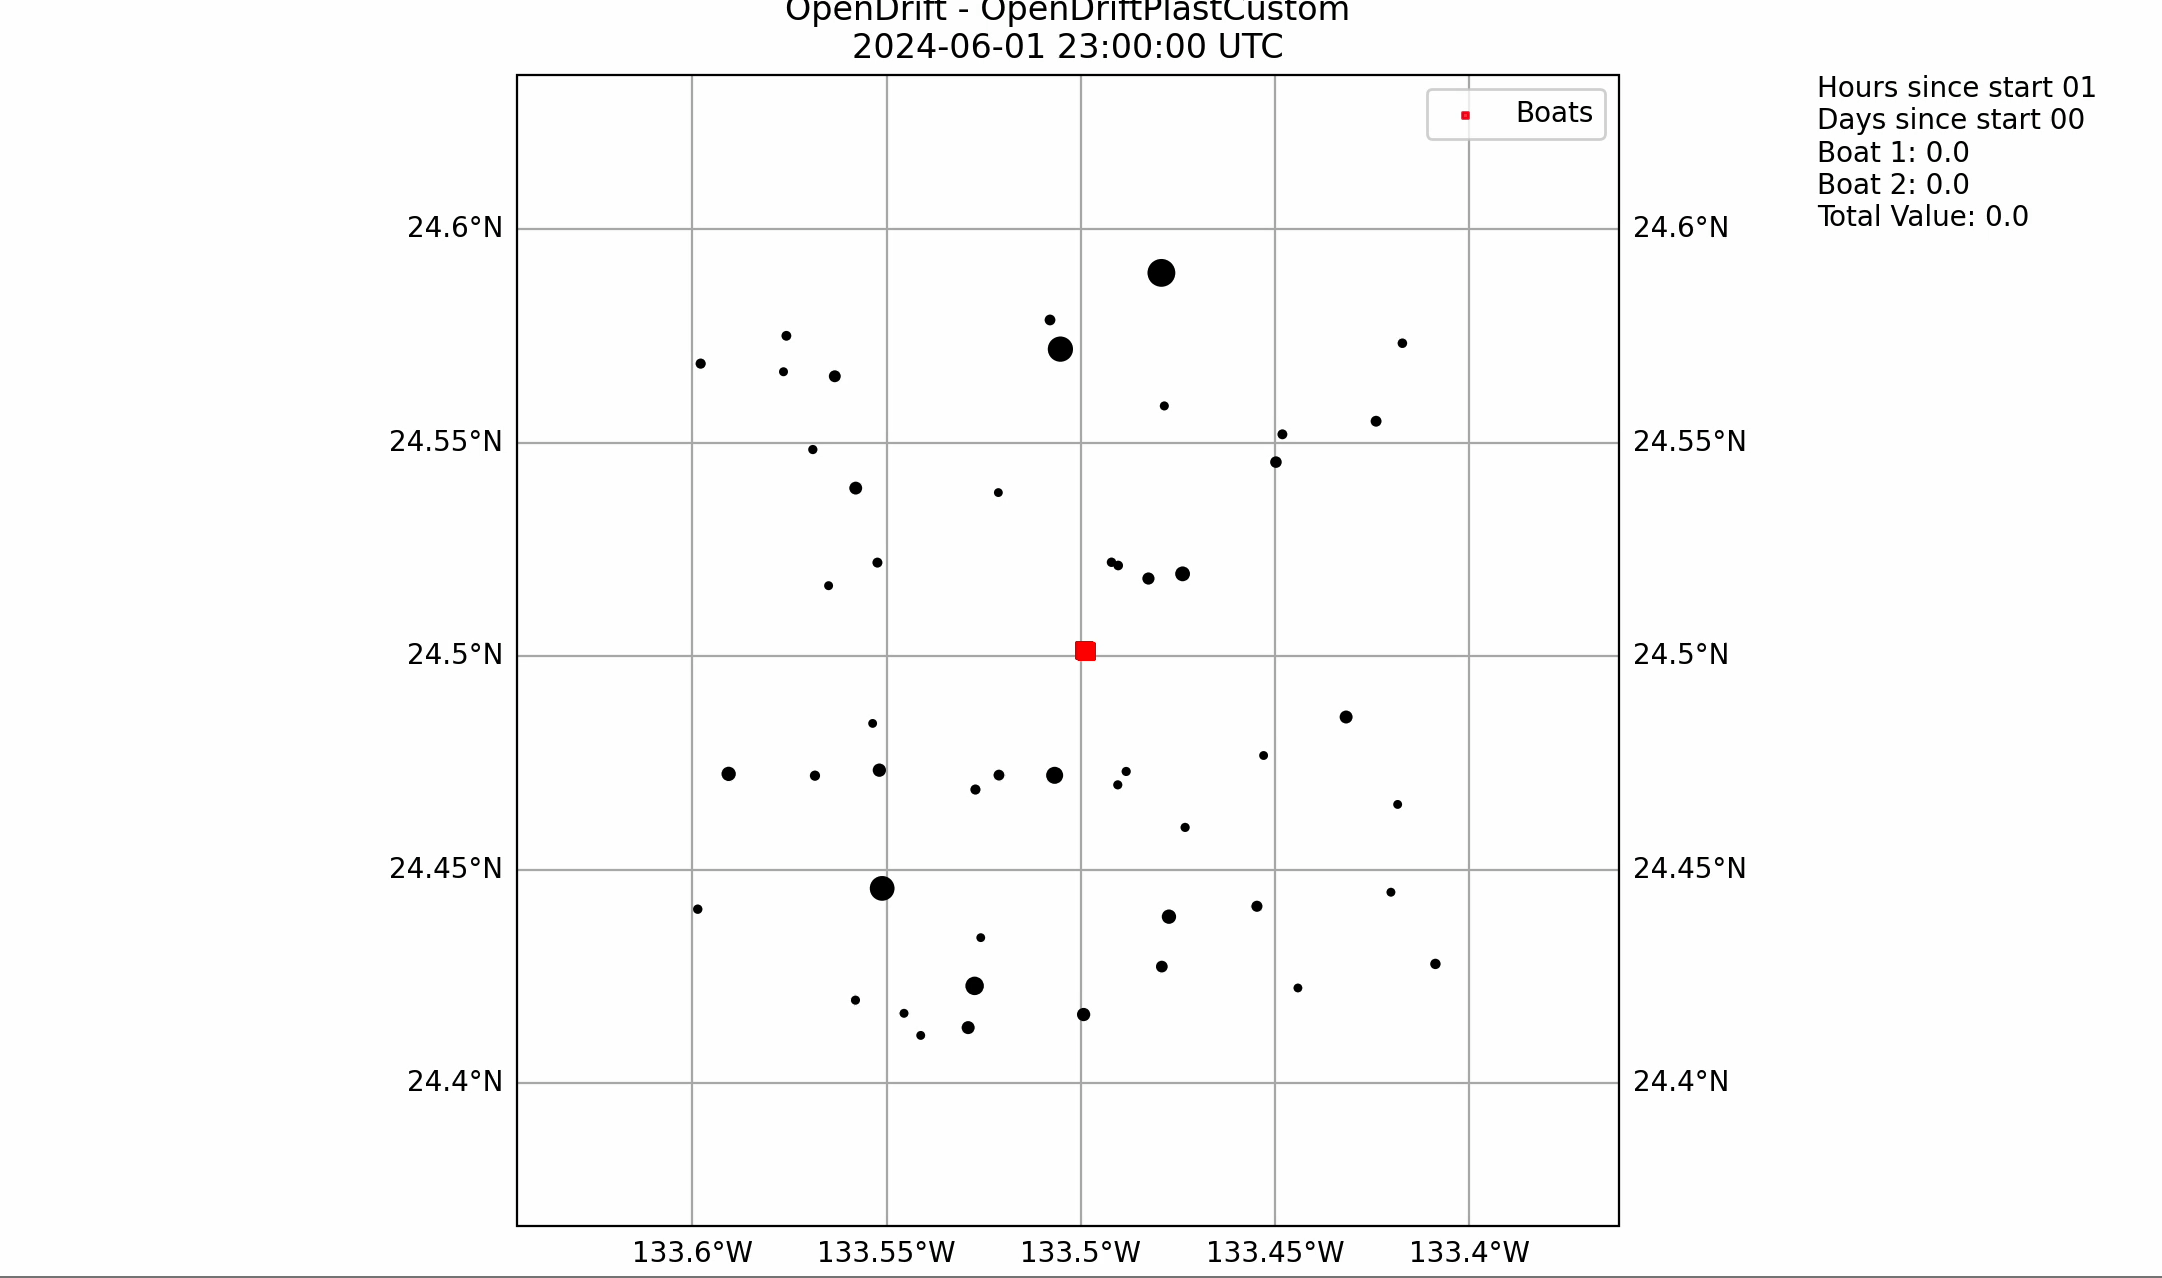 OpenDrift - OpenDriftPlastCustom
2024-06-01 23:00:00 UTC
Boats
Hours since start 01
Days since start 00
Boat 1: 0.0
Boat 2: 0.0
Total Value: 0.0
24.6°N 24.6°N
24.55°N 24.55°N
24.5°N 24.5°N
24.45°N 24.45°N
24.4°N 24.4°N
133.6°W 133.55°W 133.5°W 133.45°W 133.4°W